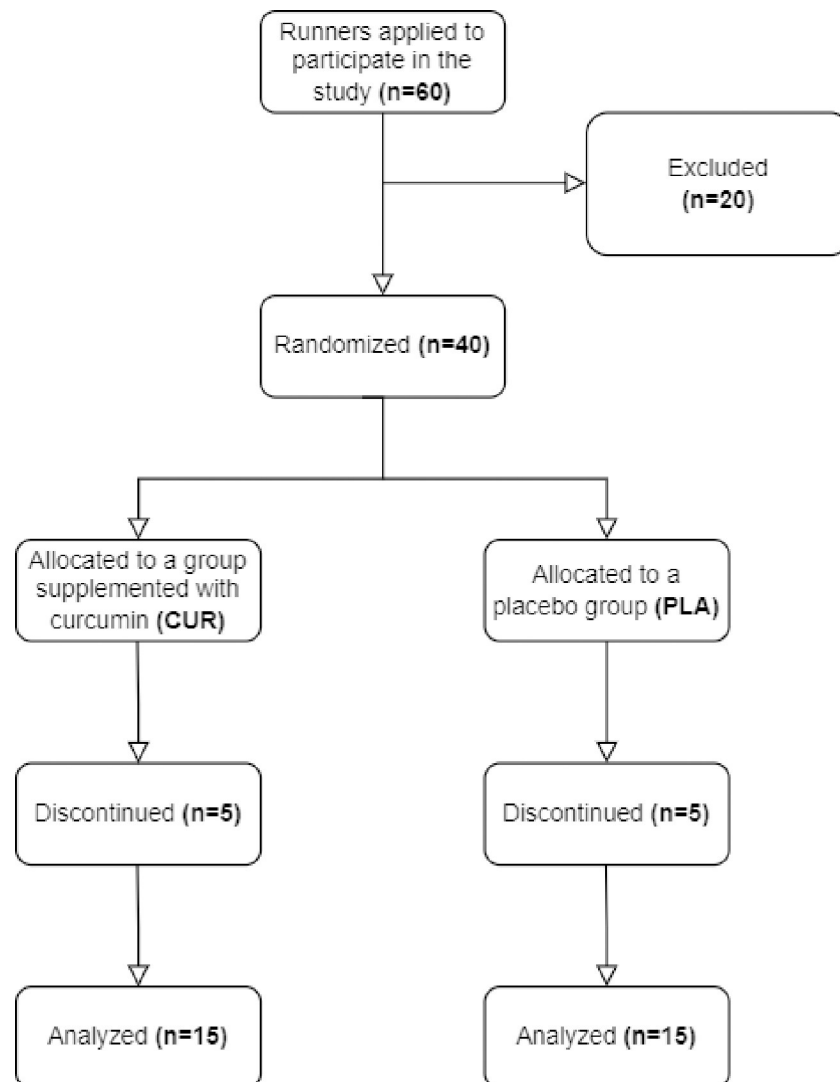 Runners applied to
participate in the
study (n=60)
Excluded
(n=20)
Randomized (n=40)
Allocated to a group
supplemented with
curcumin (CUR)
Allocated to a
placebo group (PLA)
Discontinued (n=5)
Discontinued (n=5)
Analyzed (n=15)
Analyzed (n=15)